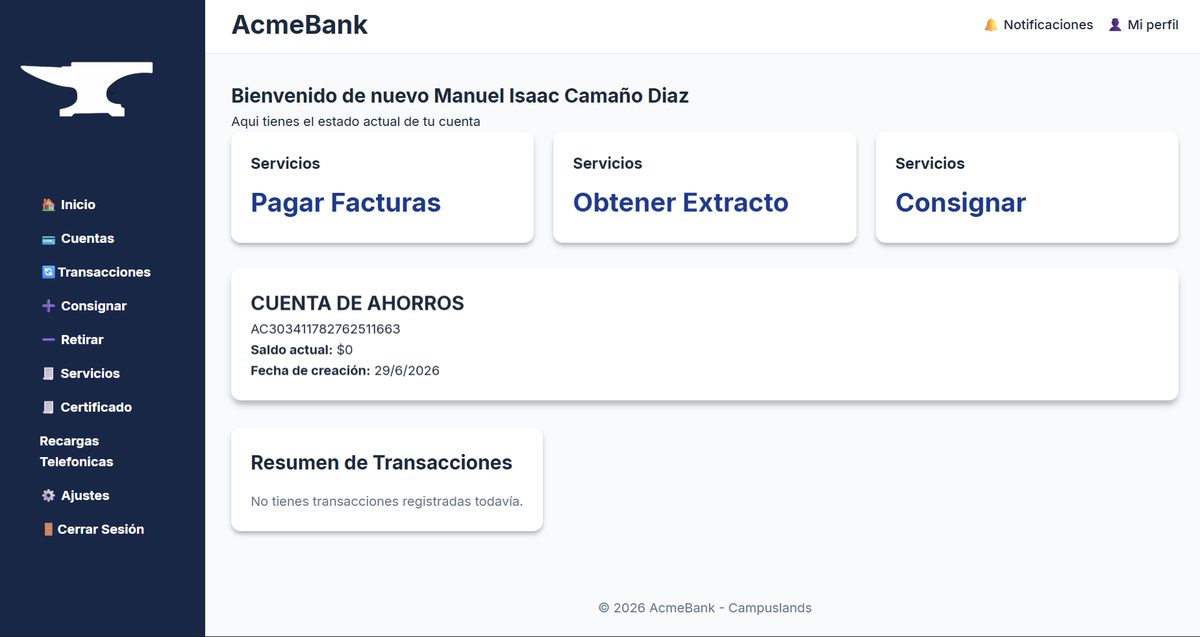 AcmeBank
Notificaciones
Mi perfil
Inicio
Cuentas
Transacciones
Consignar
Retirar
Servicios
Certificado
Recargas
Telefonicas
Ajustes
Cerrar Sesión
Bienvenido de nuevo Manuel Isaac Camaño Diaz
Aqui tienes el estado actual de tu cuenta
Servicios
Pagar Facturas
Servicios
Obtener Extracto
Servicios
Consignar
CUENTA DE AHORROS
AC303411782762511663
Saldo actual: $0
Fecha de creación: 29/6/2026
Resumen de Transacciones
No tienes transacciones registradas todavía.
© 2026 AcmeBank - Campuslands